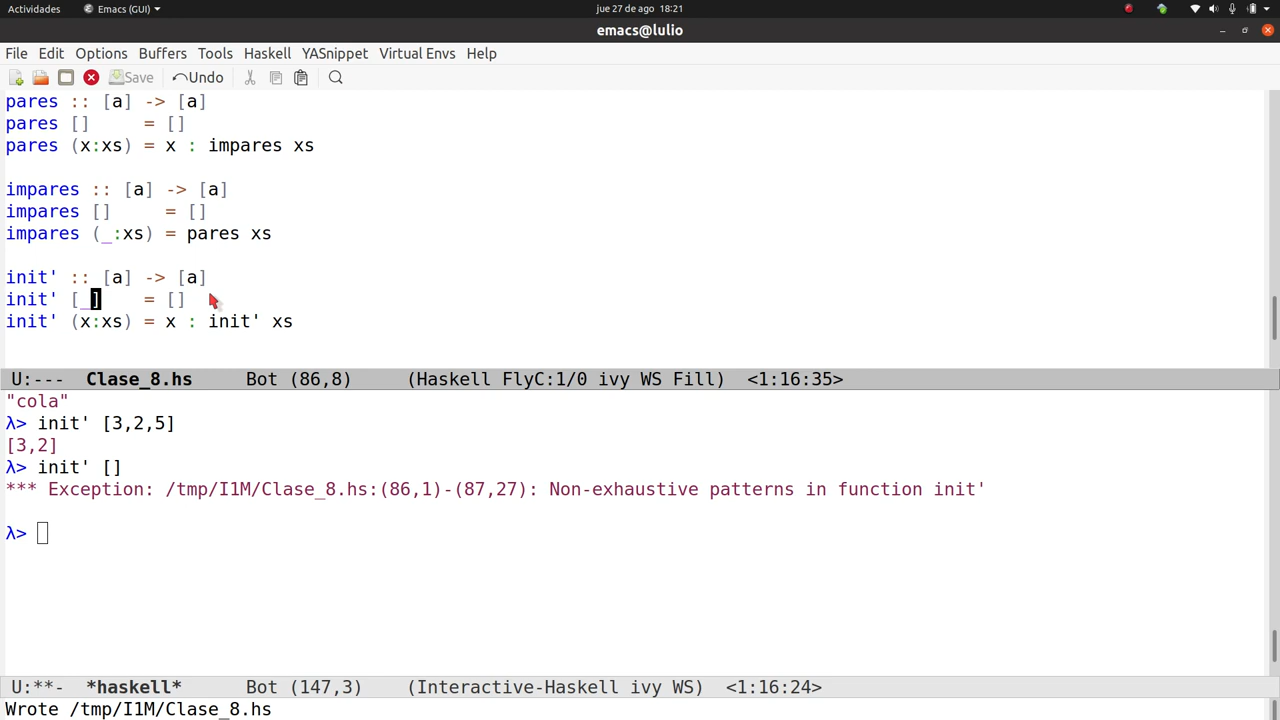 Actividades Emacs (GUI) jue 27 de ago 18:21
emacs@lulio
File Edit Options Buffers Tools Haskell YASnippet Virtual Envs Help
Save Undo
pares :: [a] -> [a]
pares [] = []
pares (x:xs) = x : impares xs
impares :: [a] -> [a]
impares [] = []
impares (_:xs) = pares xs
init' :: [a] -> [a]
init' [_] = []
init' (x:xs) = x : init' xs
U:--- Clase_8.hs Bot (86,8) (Haskell FlyC:1/0 ivy WS Fill) <1:16:35>
"cola"
λ> init' [3,2,5]
[3,2]
λ> init' []
*** Exception: /tmp/I1M/Clase_8.hs:(86,1)-(87,27): Non-exhaustive patterns in function init'
λ>
U:**- *haskell* Bot (147,3) (Interactive-Haskell ivy WS) <1:16:24>
Wrote /tmp/I1M/Clase_8.hs